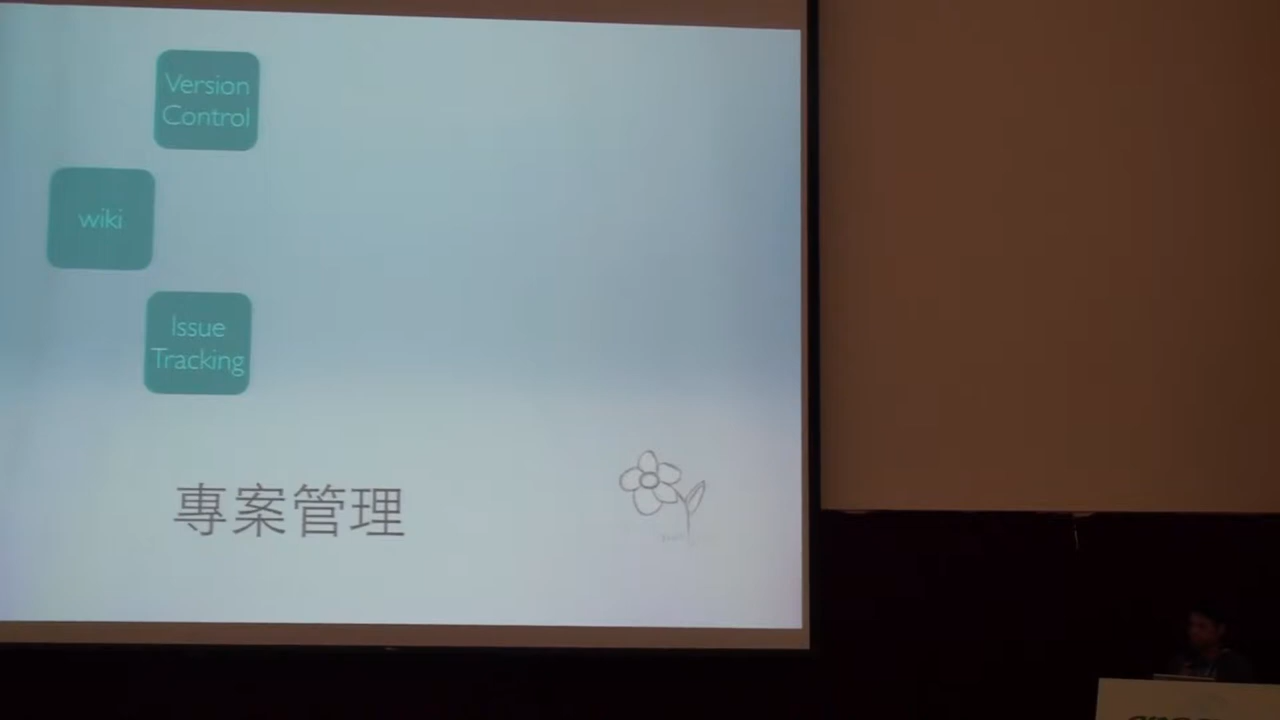 Version
Control
wiki
Issue
Tracking
專案管理